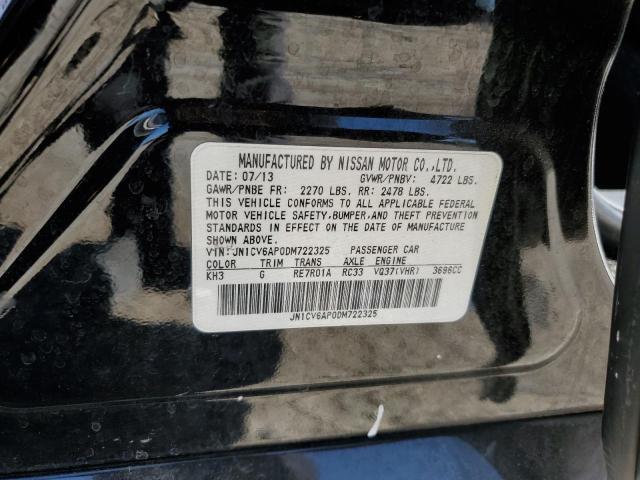 MANUFACTURED BY NISSAN MOTOR CO.,LTD.
DATE: 07/13 GVWR/PNBV: 4722 LBS.
GAWR/PNBE FR: 2270 LBS. RR: 2478 LBS.
THIS VEHICLE CONFORMS TO ALL APPLICABLE FEDERAL
MOTOR VEHICLE SAFETY, BUMPER, AND THEFT PREVENTION
STANDARDS IN EFFECT ON THE DATE OF MANUFACTURE
SHOWN ABOVE.
VIN: JN1CV6AP0DM722325 PASSENGER CAR
COLOR TRIM TRANS AXLE ENGINE
KH3 G RE7R01A RC33 VQ37(VHR) 3696CC
JN1CV6AP0DM722325